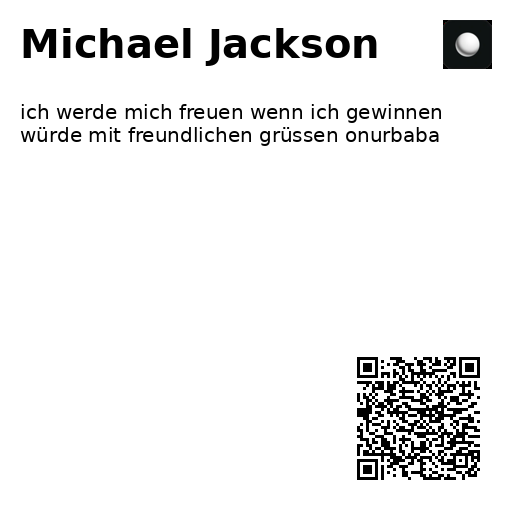 Michael Jackson
ich werde mich freuen wenn ich gewinnen
würde mit freundlichen grüssen onurbaba